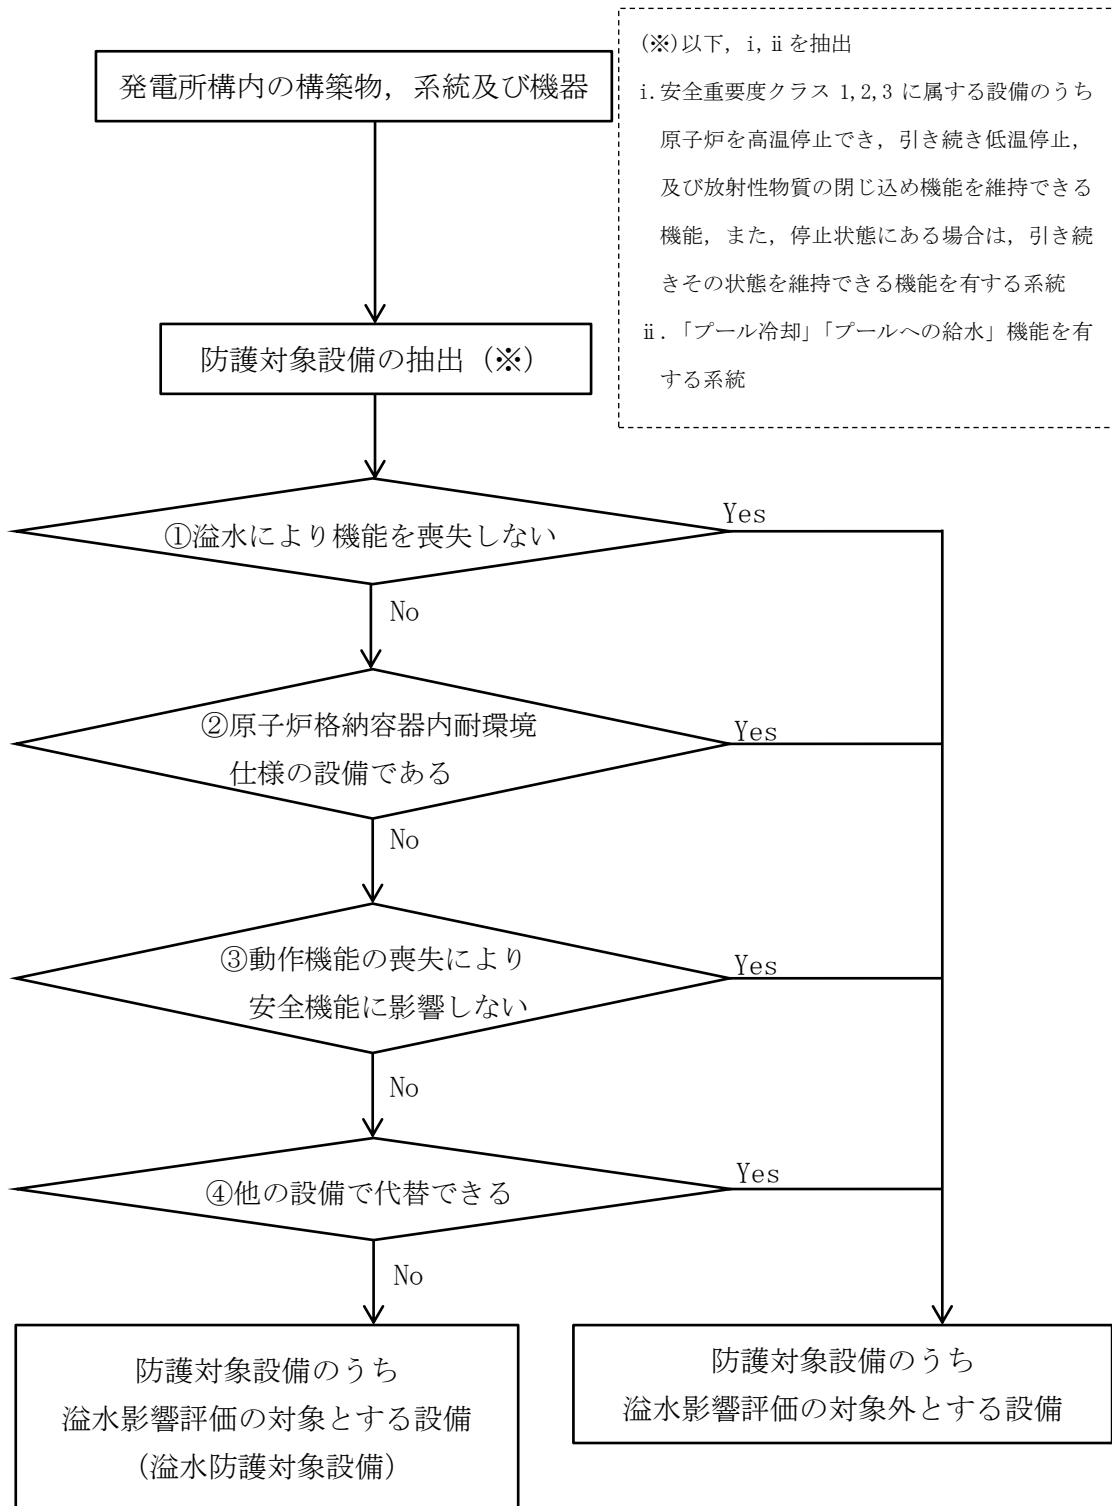 (※)以下，ⅰ,ⅱを抽出
ⅰ.安全重要度クラス 1,2,3 に属する設備のうち
原子炉を高温停止でき，引き続き低温停止，
及び放射性物質の閉じ込め機能を維持できる
機能，また，停止状態にある場合は，引き続
きその状態を維持できる機能を有する系統
ⅱ.「プール冷却」「プールへの給水」機能を有
する系統
発電所構内の構築物，系統及び機器
防護対象設備の抽出（※）
①溢水により機能を喪失しない
Yes
No
②原子炉格納容器内耐環境
仕様の設備である
Yes
No
③動作機能の喪失により
安全機能に影響しない
Yes
No
④他の設備で代替できる
Yes
No
防護対象設備のうち
溢水影響評価の対象とする設備
（溢水防護対象設備）
防護対象設備のうち
溢水影響評価の対象外とする設備